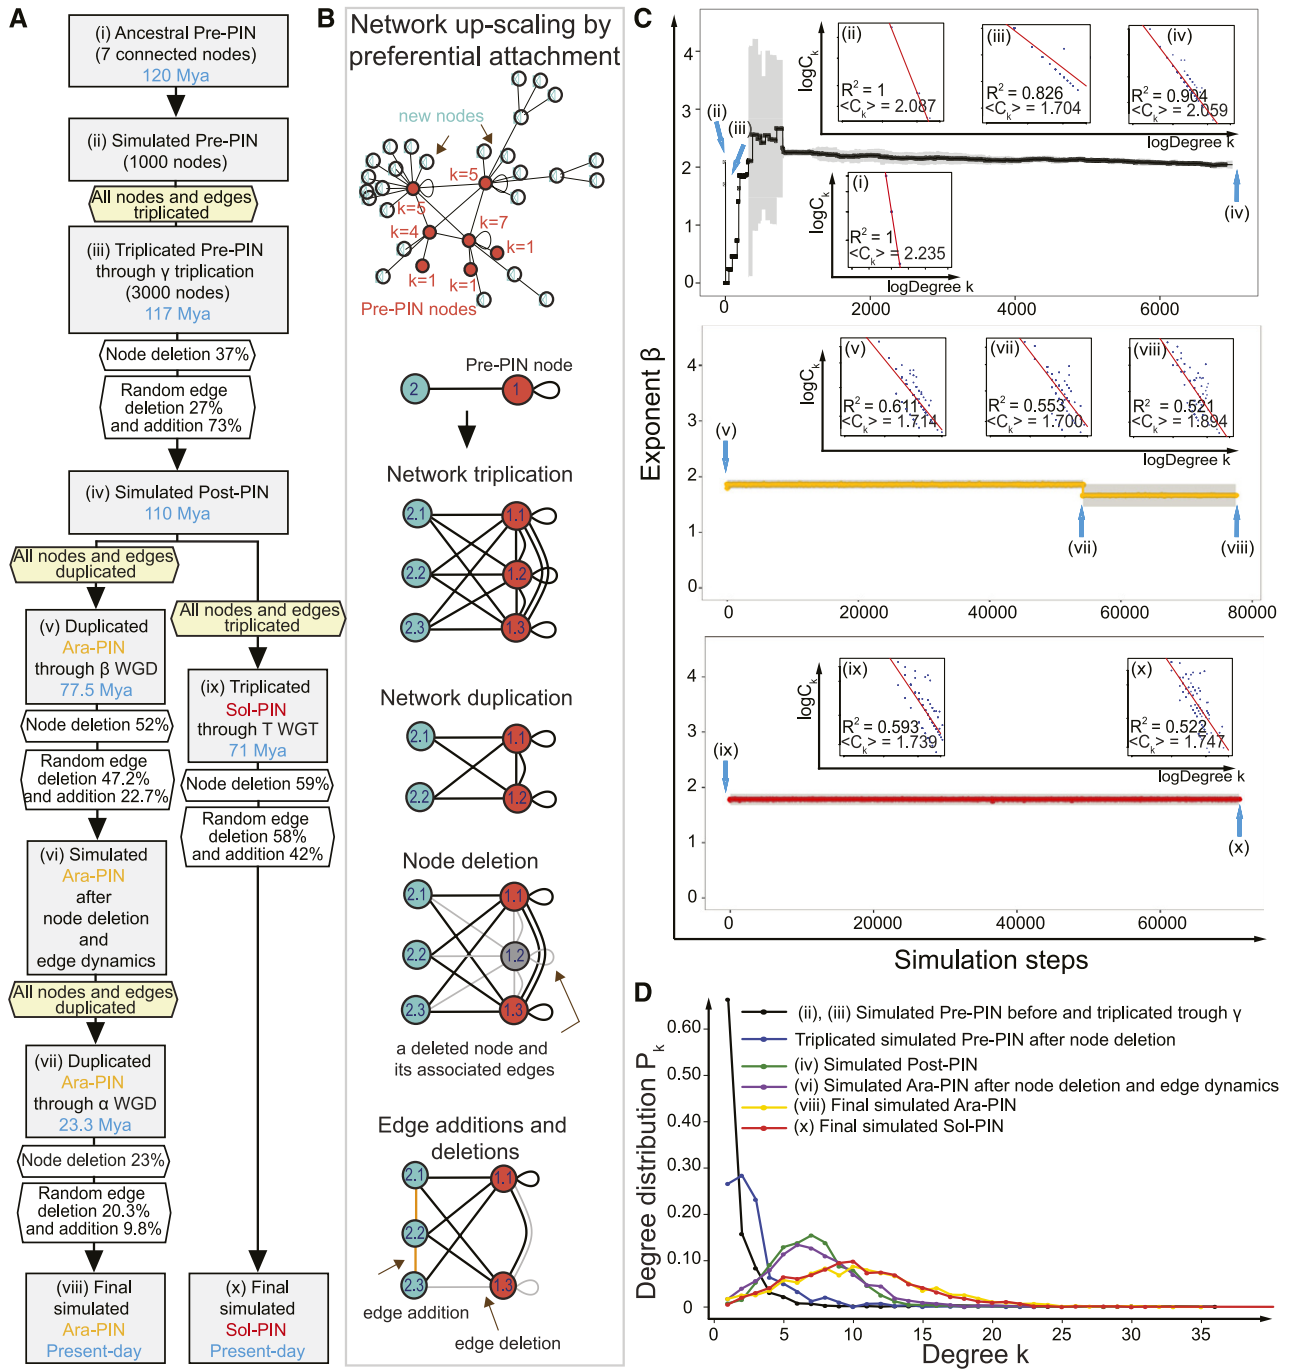 A
(i) Ancestral Pre-PIN
(7 connected nodes)
120 Mya
(ii) Simulated Pre-PIN
(1000 nodes)
All nodes and edges
triplicated
(iii) Triplicated Pre-PIN
through γ triplication
(3000 nodes)
117 Mya
Node deletion 37%
Random edge
deletion 27%
and addition 73%
(iv) Simulated Post-PIN
110 Mya
All nodes and edges
duplicated
(v) Duplicated
Ara-PIN
through β WGD
77.5 Mya
Node deletion 52%
Random edge
deletion 47.2%
and addition 22.7%
(vi) Simulated
Ara-PIN
after
node deletion
and
edge dynamics
All nodes and edges
duplicated
(vii) Duplicated
Ara-PIN
through α WGD
23.3 Mya
Node deletion 23%
Random edge
deletion 20.3%
and addition 9.8%
(viii) Final
simulated
Ara-PIN
Present-day
All nodes and edges
triplicated
(ix) Triplicated
Sol-PIN
through T WGT
71 Mya
Node deletion 59%
Random edge
deletion 58%
and addition 42%
(x) Final
simulated
Sol-PIN
Present-day
B
Network up-scaling by
preferential attachment
new nodes
k=5
k=5
k=7
k=4
k=1
k=1
k=1
Pre-PIN nodes
Pre-PIN node
2
1
Network triplication
2.1
1.1
2.2
1.2
2.3
1.3
Network duplication
2.1
1.1
2.2
1.2
Node deletion
2.1
1.1
2.2
1.2
2.3
1.3
a deleted node and
its associated edges
Edge additions and
deletions
2.1
1.1
2.2
2.3
1.3
edge addition
edge deletion
C
Exponent β
4
3
2
1
0
0
2000
4000
6000
(ii)
(iii)
(iv)
logC_k
(ii)
R² = 1
<C_k> = 2.087
(iii)
R² = 0.826
<C_k> = 1.704
(iv)
R² = 0.904
<C_k> = 2.059
logDegree k
logC_k
(i)
R² = 1
<C_k> = 2.235
logDegree k
4
3
2
1
0
0
20000
40000
60000
80000
(v)
(vii)
(viii)
logC_k
(v)
R² = 0.611
<C_k> = 1.714
(vii)
R² = 0.553
<C_k> = 1.700
(viii)
R² = 0.521
<C_k> = 1.894
logDegree k
4
3
2
1
0
0
20000
40000
60000
(ix)
(x)
logC_k
(ix)
R² = 0.593
<C_k> = 1.739
(x)
R² = 0.522
<C_k> = 1.747
logDegree k
Simulation steps
D
Degree distribution P_k
0.60
0.50
0.40
0.30
0.20
0.10
0
0
5
10
15
20
25
30
35
Degree k
(ii), (iii) Simulated Pre-PIN before and triplicated trough γ
Triplicated simulated Pre-PIN after node deletion
(iv) Simulated Post-PIN
(vi) Simulated Ara-PIN after node deletion and edge dynamics
(viii) Final simulated Ara-PIN
(x) Final simulated Sol-PIN